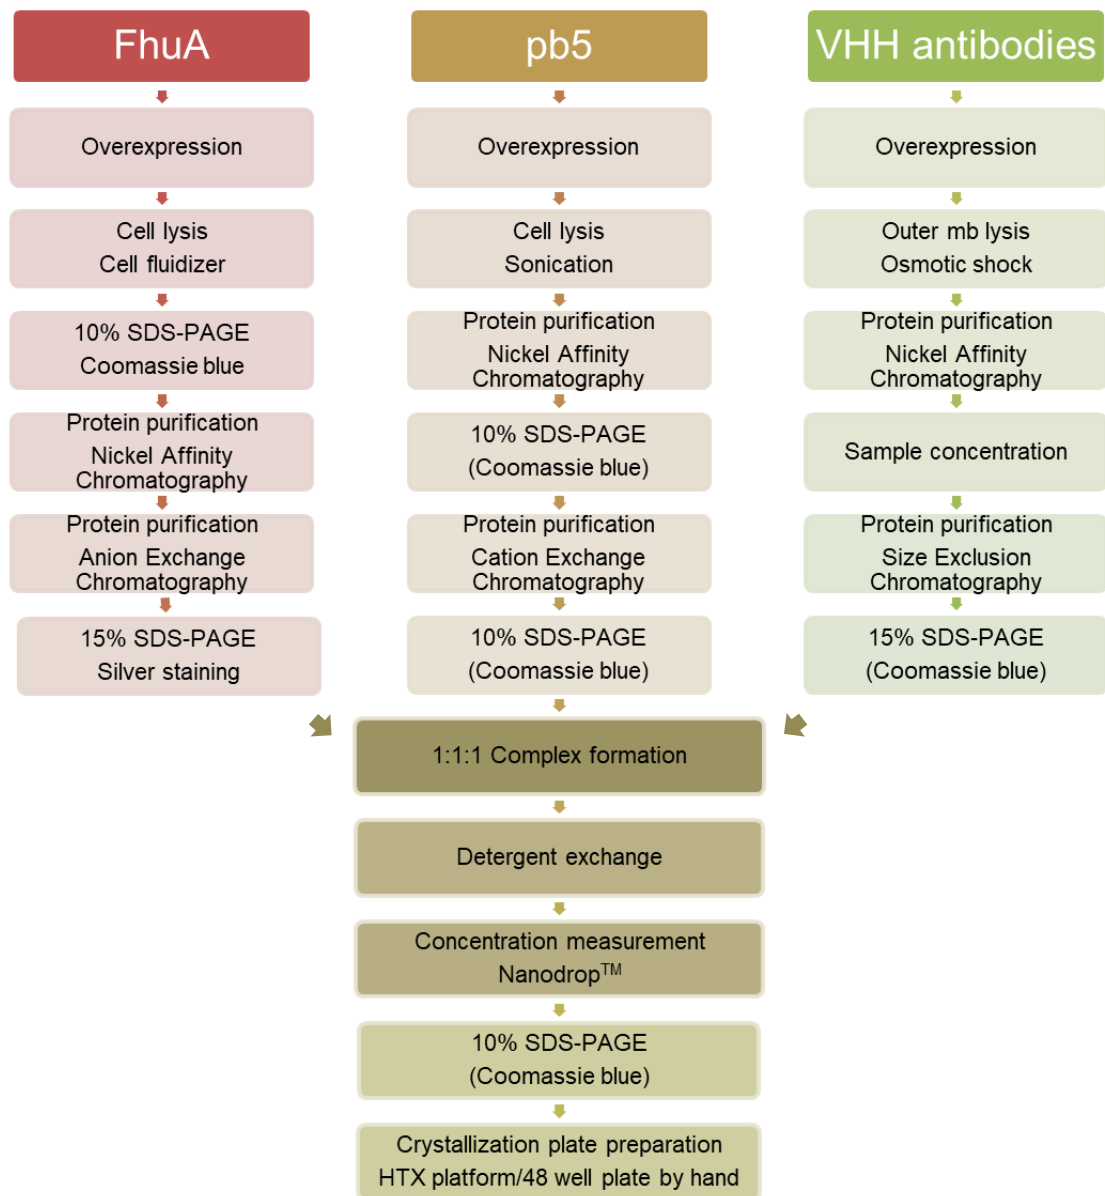 FhuA
Overexpression
Cell lysis
Cell fluidizer
10% SDS-PAGE
Coomassie blue
Protein purification
Nickel Affinity
Chromatography
Protein purification
Anion Exchange
Chromatography
15% SDS-PAGE
Silver staining
pb5
Overexpression
Cell lysis
Sonication
Protein purification
Nickel Affinity
Chromatography
10% SDS-PAGE
(Coomassie blue)
Protein purification
Cation Exchange
Chromatography
10% SDS-PAGE
(Coomassie blue)
VHH antibodies
Overexpression
Outer mb lysis
Osmotic shock
Protein purification
Nickel Affinity
Chromatography
Sample concentration
Protein purification
Size Exclusion
Chromatography
15% SDS-PAGE
(Coomassie blue)
1:1:1 Complex formation
Detergent exchange
Concentration measurement
Nanodrop™
10% SDS-PAGE
(Coomassie blue)
Crystallization plate preparation
HTX platform/48 well plate by hand